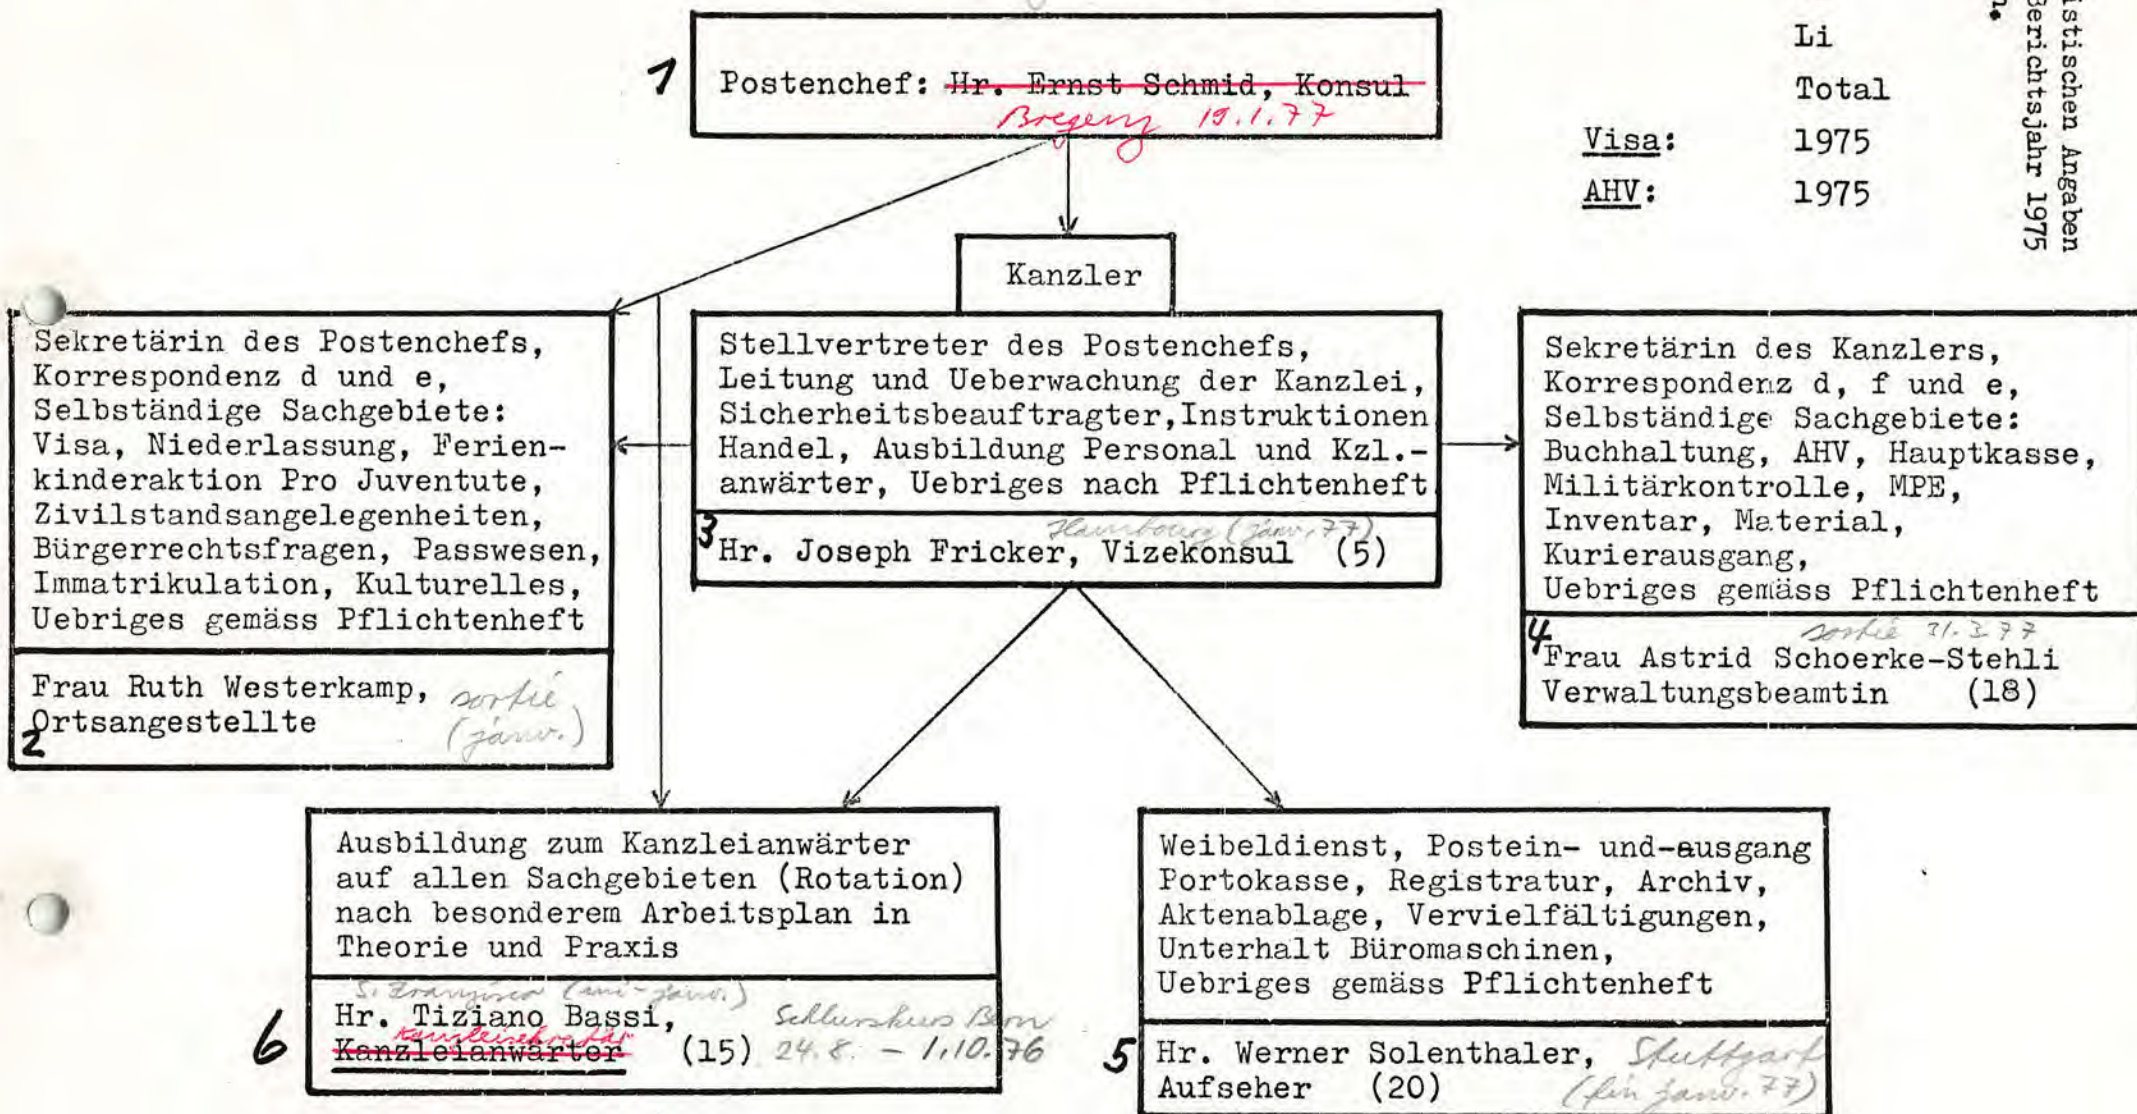 1
Postenchef: Hr. Ernst Schmid, Konsul
Bregenz 19.1.77
Li
Total
Visa: 1975
AHV: 1975
istischen Angaben
Berichtsjahr 1975
Kanzler
Sekretärin des Postenchefs,
Korrespondenz d und e,
Selbständige Sachgebiete:
Visa, Niederlassung, Ferien-
kinderaktion Pro Juventute,
Zivilstandsangelegenheiten,
Bürgerrechtsfragen, Passwesen,
Immatrikulation, Kulturelles,
Uebriges gemäss Pflichtenheft
Frau Ruth Westerkamp,
Ortsangestellte
sortie
(janv.)
2
Stellvertreter des Postenchefs,
Leitung und Ueberwachung der Kanzlei,
Sicherheitsbeauftragter,Instruktionen
Handel, Ausbildung Personal und Kzl.-
anwärter, Uebriges nach Pflichtenheft
Hambourg (janv. 77)
3
Hr. Joseph Fricker, Vizekonsul (5)
Sekretärin des Kanzlers,
Korrespondenz d, f und e,
Selbständige Sachgebiete:
Buchhaltung, AHV, Hauptkasse,
Militärkontrolle, MPE,
Inventar, Material,
Kurierausgang,
Uebriges gemäss Pflichtenheft
sortie 31.3.77
4
Frau Astrid Schoerke-Stehli
Verwaltungsbeamtin (18)
Ausbildung zum Kanzleianwärter
auf allen Sachgebieten (Rotation)
nach besonderem Arbeitsplan in
Theorie und Praxis
S. Francisco (mi-janv.)
Hr. Tiziano Bassi,
Kanzleisekretär
Kanzleianwärter (15)
Schlusskurs Bern
24.8. - 1.10.76
6
Weibeldienst, Postein- und-ausgang
Portokasse, Registratur, Archiv,
Aktenablage, Vervielfältigungen,
Unterhalt Büromaschinen,
Uebriges gemäss Pflichtenheft
5
Hr. Werner Solenthaler,
Aufseher (20)
Stuttgart
(fin janv. 77)